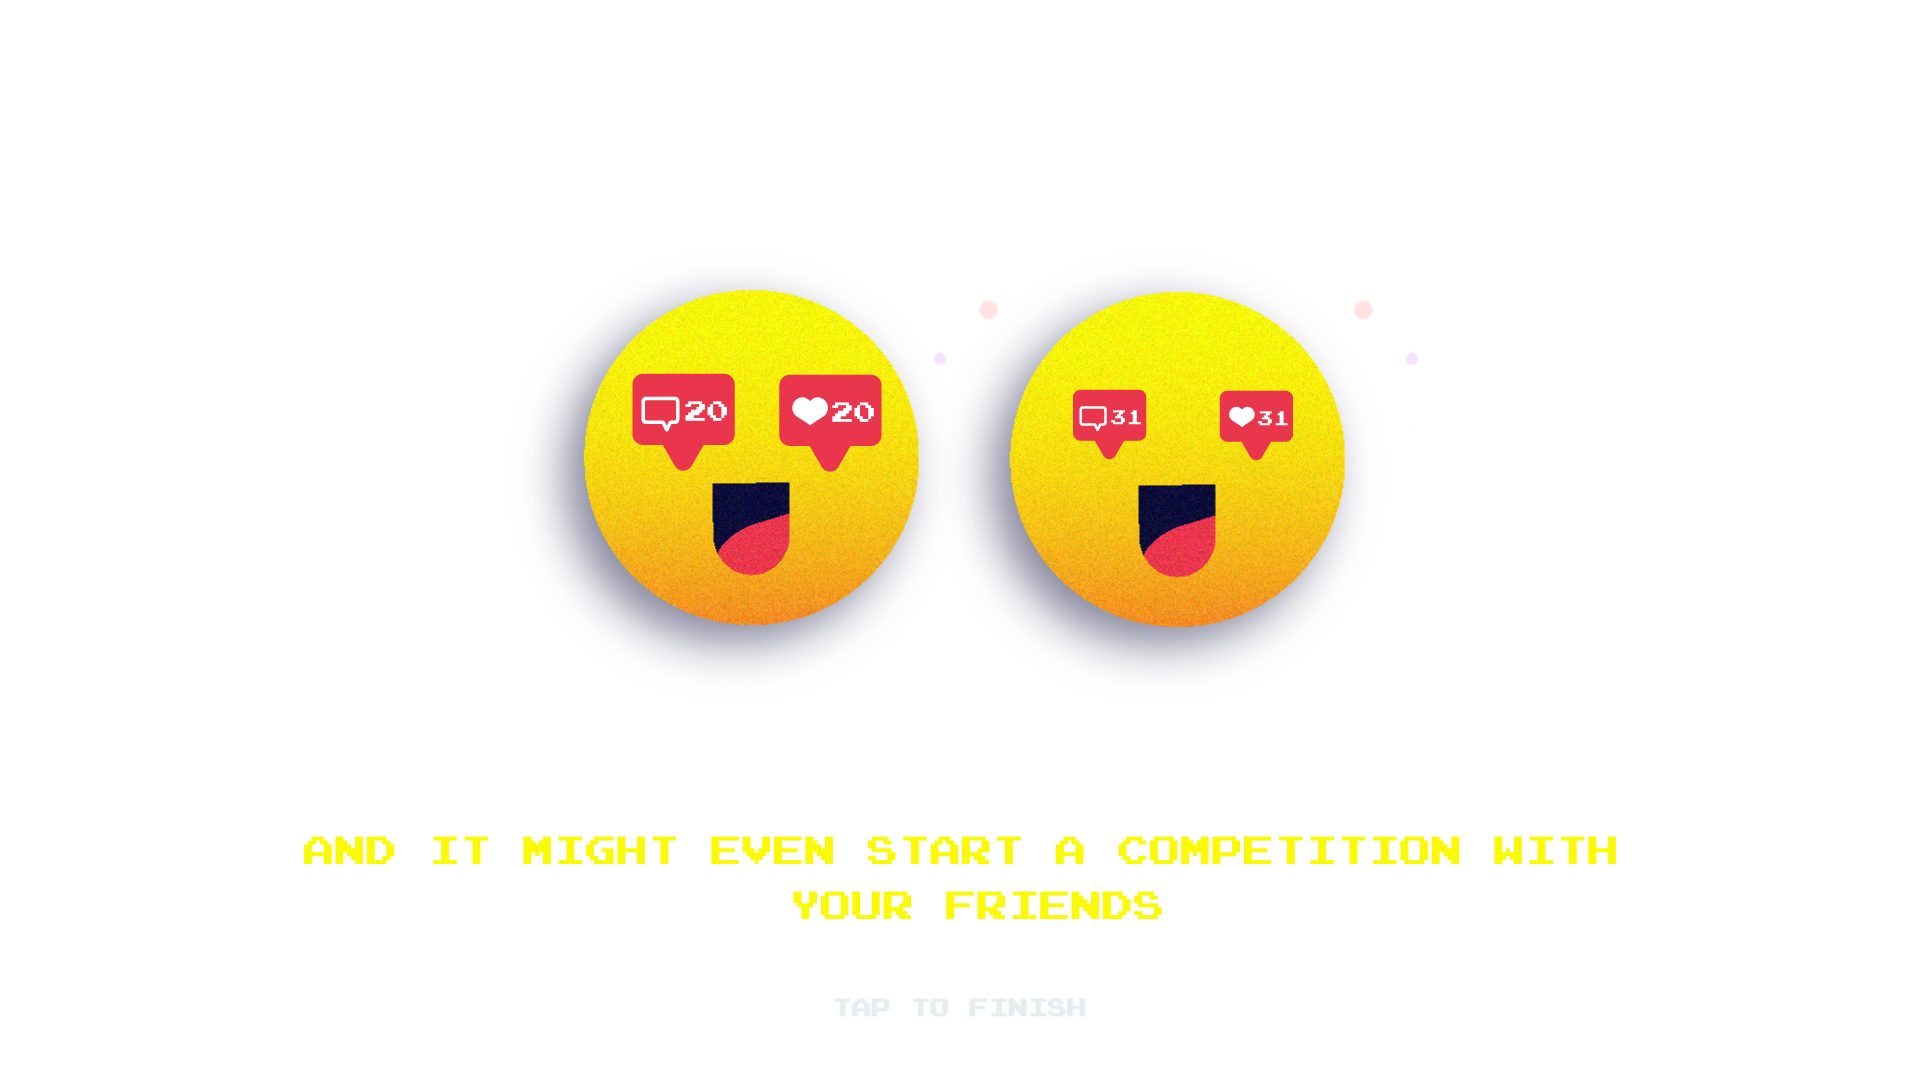 20 20 31 31
AND IT MIGHT EVEN START A COMPETITION WITH
YOUR FRIENDS
TAP TO FINISH